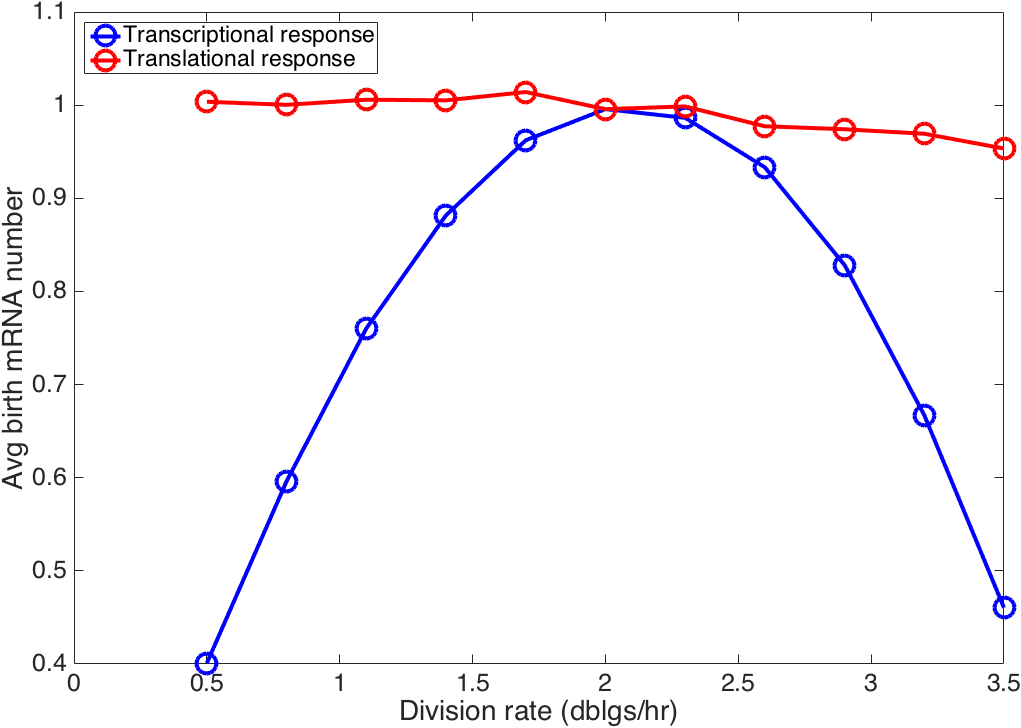 Transcriptional response
Translational response
1.1
1
0.9
0.8
0.7
0.6
0.5
0.4
Avg birth mRNA number
0 0.5 1 1.5 2 2.5 3 3.5
Division rate (dblgs/hr)